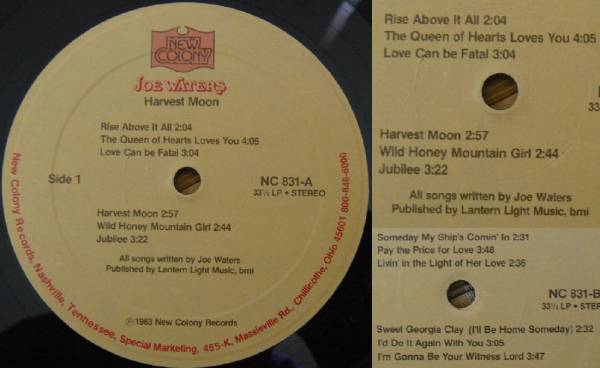 NEW
COLONY
JOE WATERS
Harvest Moon
Rise Above It All 2:04
The Queen of Hearts Loves You 4:05
Love Can be Fatal 3:04
Side 1
NC 831-A
33⅓ LP • STEREO
Harvest Moon 2:57
Wild Honey Mountain Girl 2:44
Jubilee 3:22
All songs written by Joe Waters
Published by Lantern Light Music, bmi
℗ 1983 New Colony Records
New Colony Records, Nashville, Tennessee, Special Marketing, 455-K, Massieville Rd., Chillicothe, Ohio 45601 800-848-6000
Rise Above It All 2:04
The Queen of Hearts Loves You 4:05
Love Can be Fatal 3:04
33
Harvest Moon 2:57
Wild Honey Mountain Girl 2:44
Jubilee 3:22
All songs written by Joe Waters
Published by Lantern Light Music, bmi
Someday My Ship's Comin' In 2:31
Pay the Price for Love 3:48
Livin' in the Light of Her Love 2:36
NC 831-B
33⅓ LP • STER
Sweet Georgia Clay (I'll Be Home Someday) 2:32
I'd Do It Again With You 3:05
I'm Gonna Be Your Witness Lord 3:47